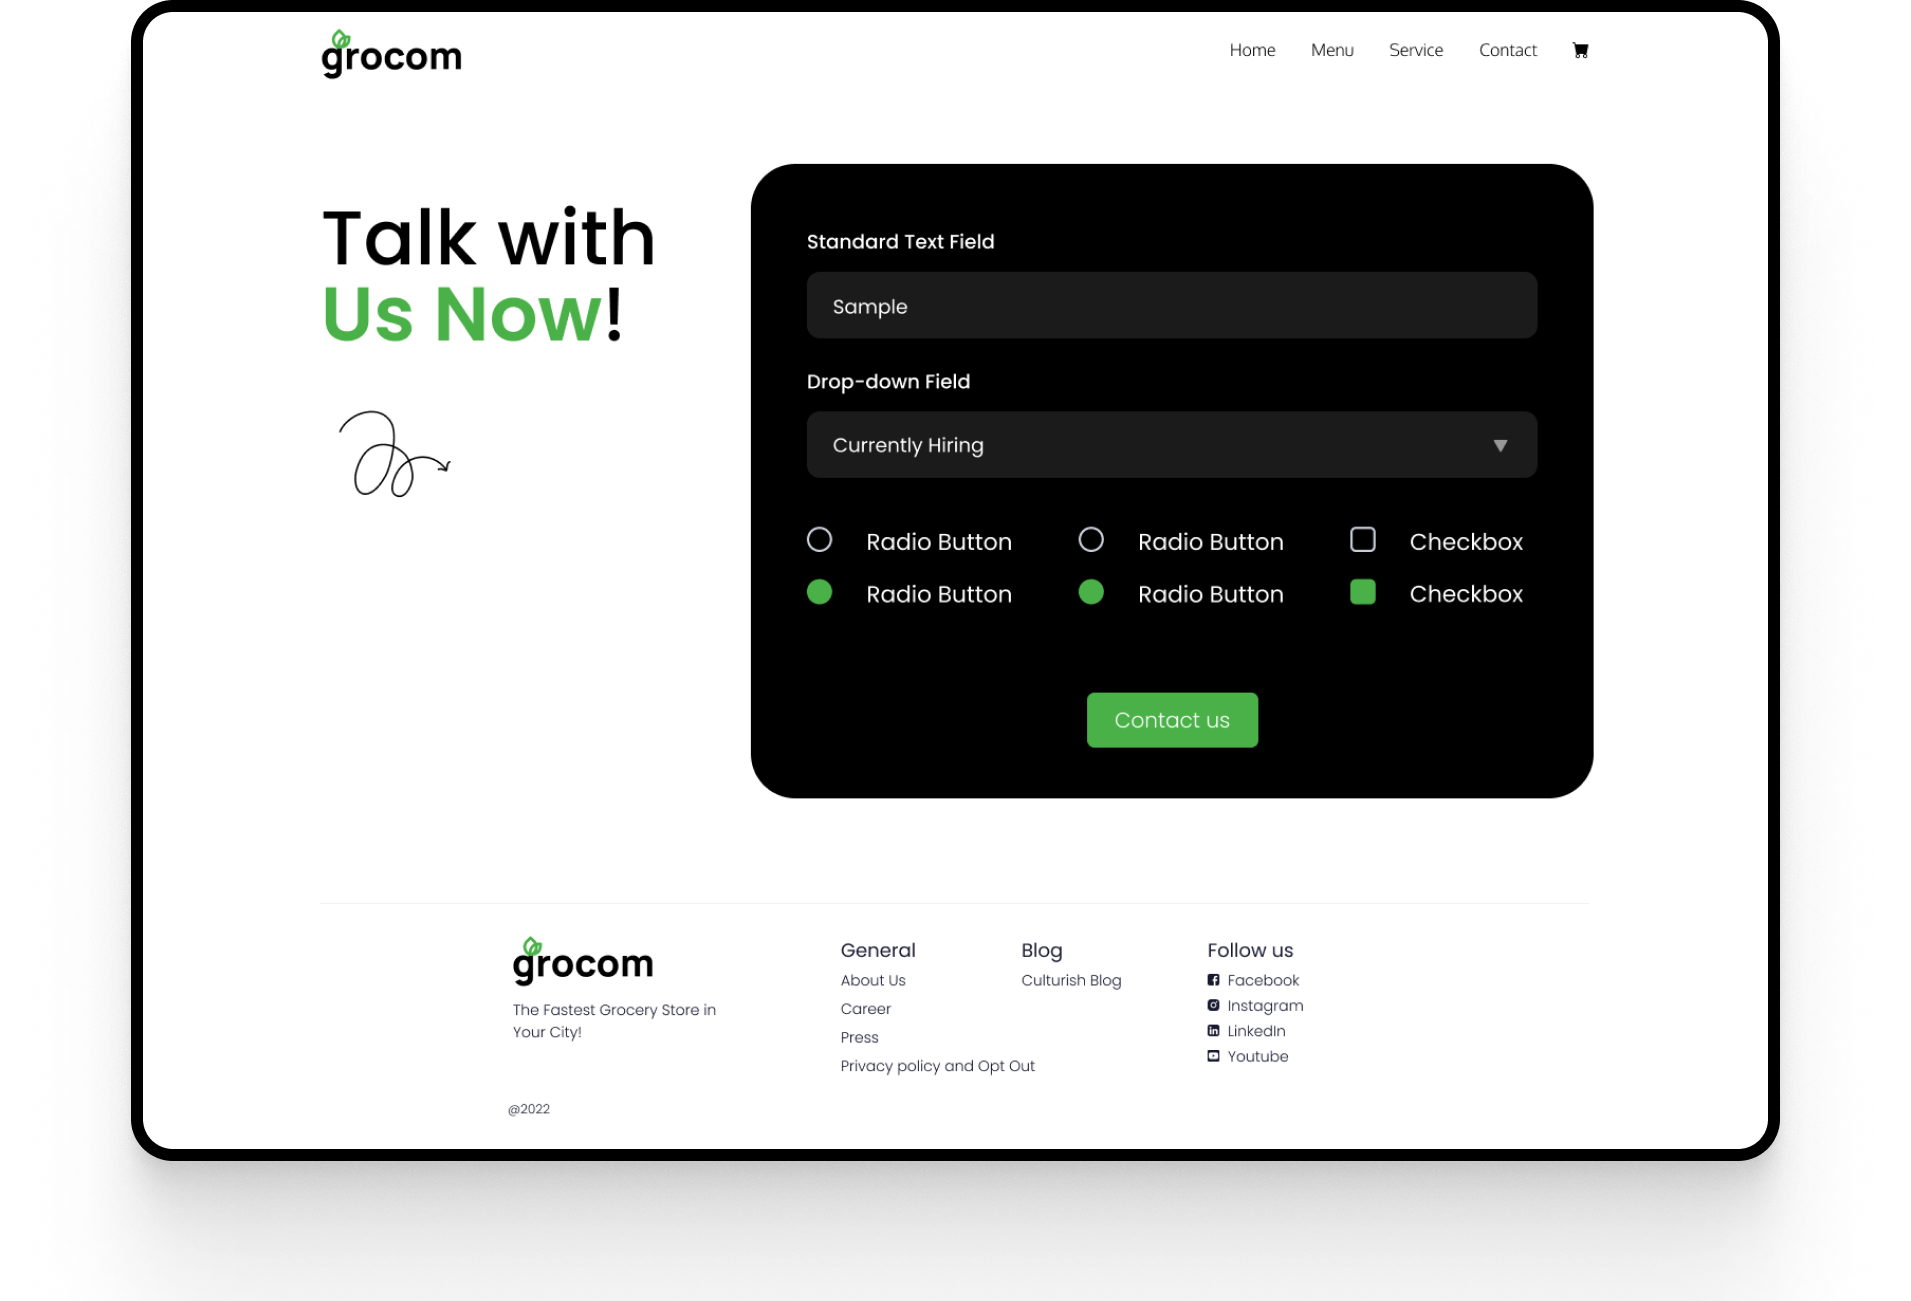 grocom
Home Menu Service Contact
Talk with
Us Now!
Standard Text Field
Sample
Drop-down Field
Currently Hiring
Radio Button Radio Button Checkbox
Radio Button Radio Button Checkbox
Contact us
grocom
The Fastest Grocery Store in
Your City!
General
About Us
Career
Press
Privacy policy and Opt Out
Blog
Culturish Blog
Follow us
Facebook
Instagram
LinkedIn
Youtube
@2022